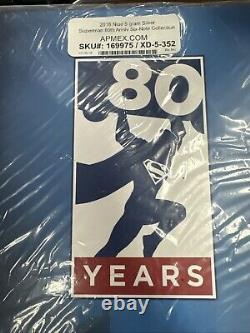 2018 Niue 5 gram Silver
Superman 80th Anniv Six-Note Collection
APMEX.COM
SKU#: 169975 / XD-5-352
80
S
YEARS